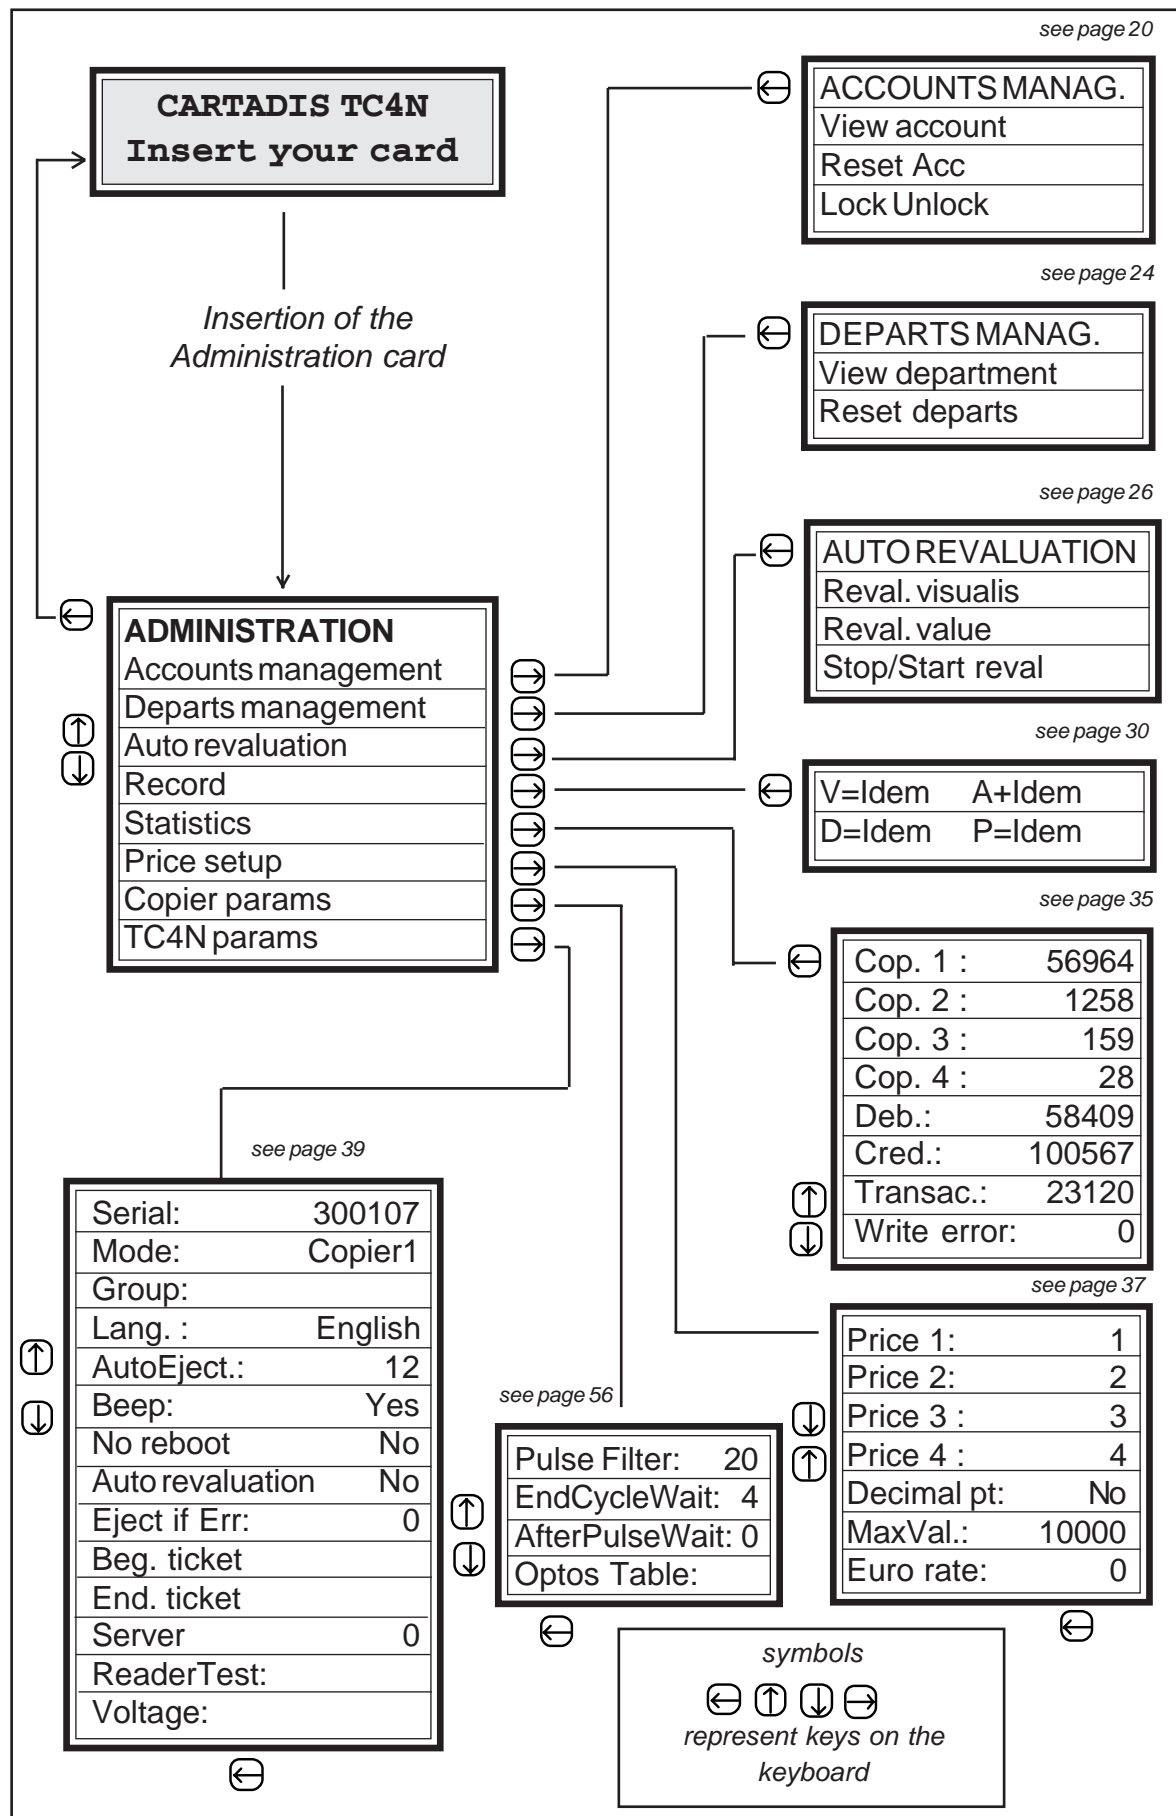 see page 20
CARTADIS TC4N
Insert your card
ACCOUNTS MANAG.
View account
Reset Acc
Lock Unlock
see page 24
Insertion of the
Administration card
DEPARTS MANAG.
View department
Reset departs
see page 26
AUTO REVALUATION
Reval. visualis
Reval. value
Stop/Start reval
ADMINISTRATION
Accounts management
Departs management
Auto revaluation
Record
Statistics
Price setup
Copier params
TC4N params
see page 30
V=Idem A+Idem
D=Idem P=Idem
see page 35
Cop. 1 : 56964
Cop. 2 : 1258
Cop. 3 : 159
Cop. 4 : 28
Deb.: 58409
Cred.: 100567
Transac.: 23120
Write error: 0
see page 39
Serial: 300107
Mode: Copier1
Group:
Lang. : English
AutoEject.: 12
Beep: Yes
No reboot No
Auto revaluation No
Eject if Err: 0
Beg. ticket
End. ticket
Server 0
ReaderTest:
Voltage:
see page 56
Pulse Filter: 20
EndCycleWait: 4
AfterPulseWait: 0
Optos Table:
see page 37
Price 1: 1
Price 2: 2
Price 3 : 3
Price 4 : 4
Decimal pt: No
MaxVal.: 10000
Euro rate: 0
symbols
← ↑ ↓ →
represent keys on the
keyboard